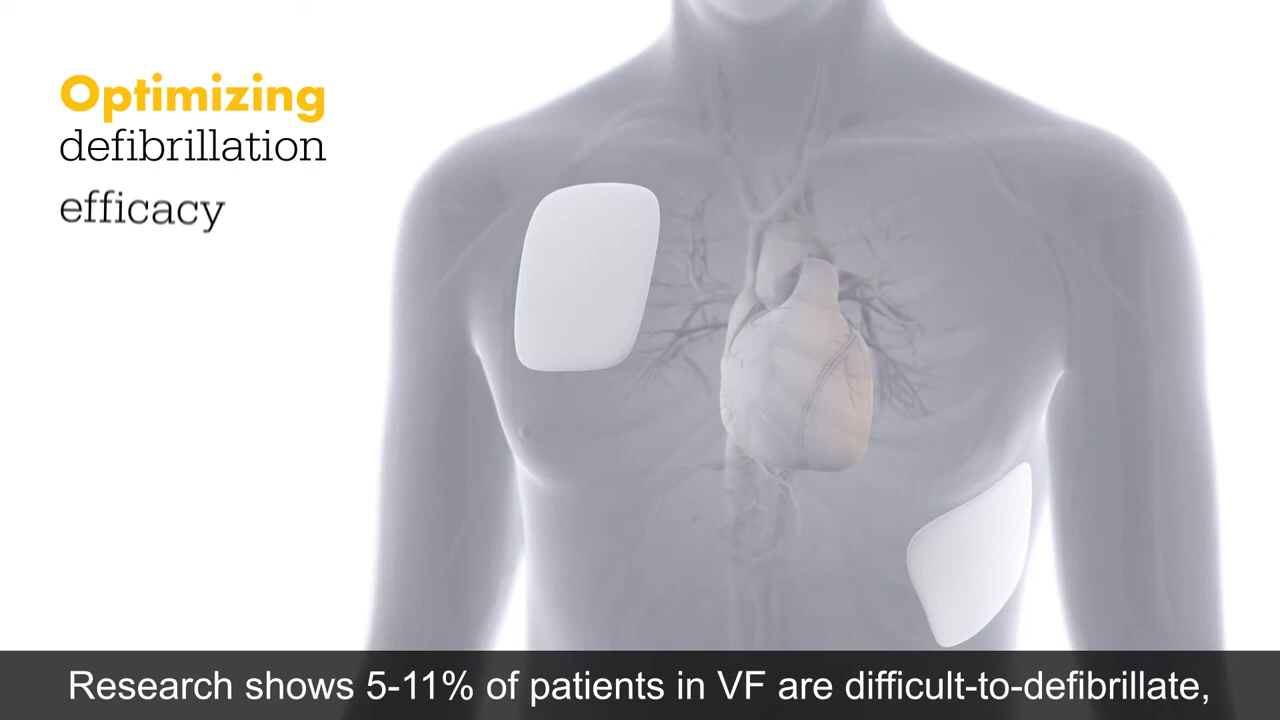 Optimizing
defibrillation
efficacy
Research shows 5-11% of patients in VF are difficult-to-defibrillate,